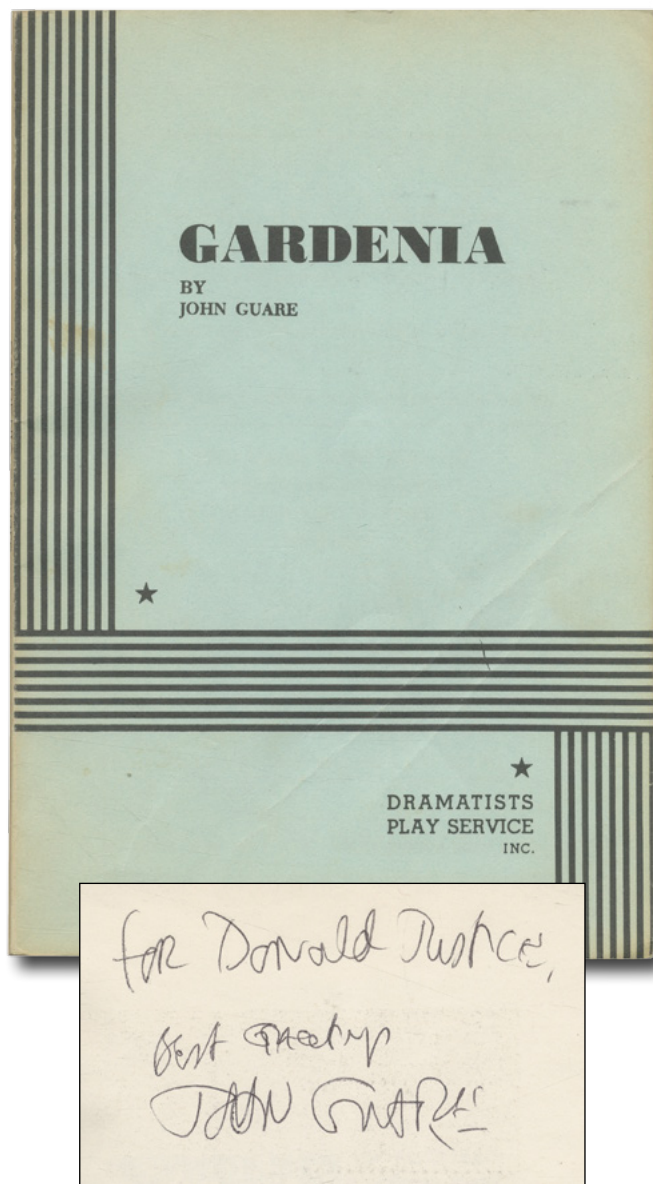 GARDENIA
BY
JOHN GUARE
★
★
DRAMATISTS
PLAY SERVICE
INC.
for Donald Justice,
Best Greetings
JOHN GUARE